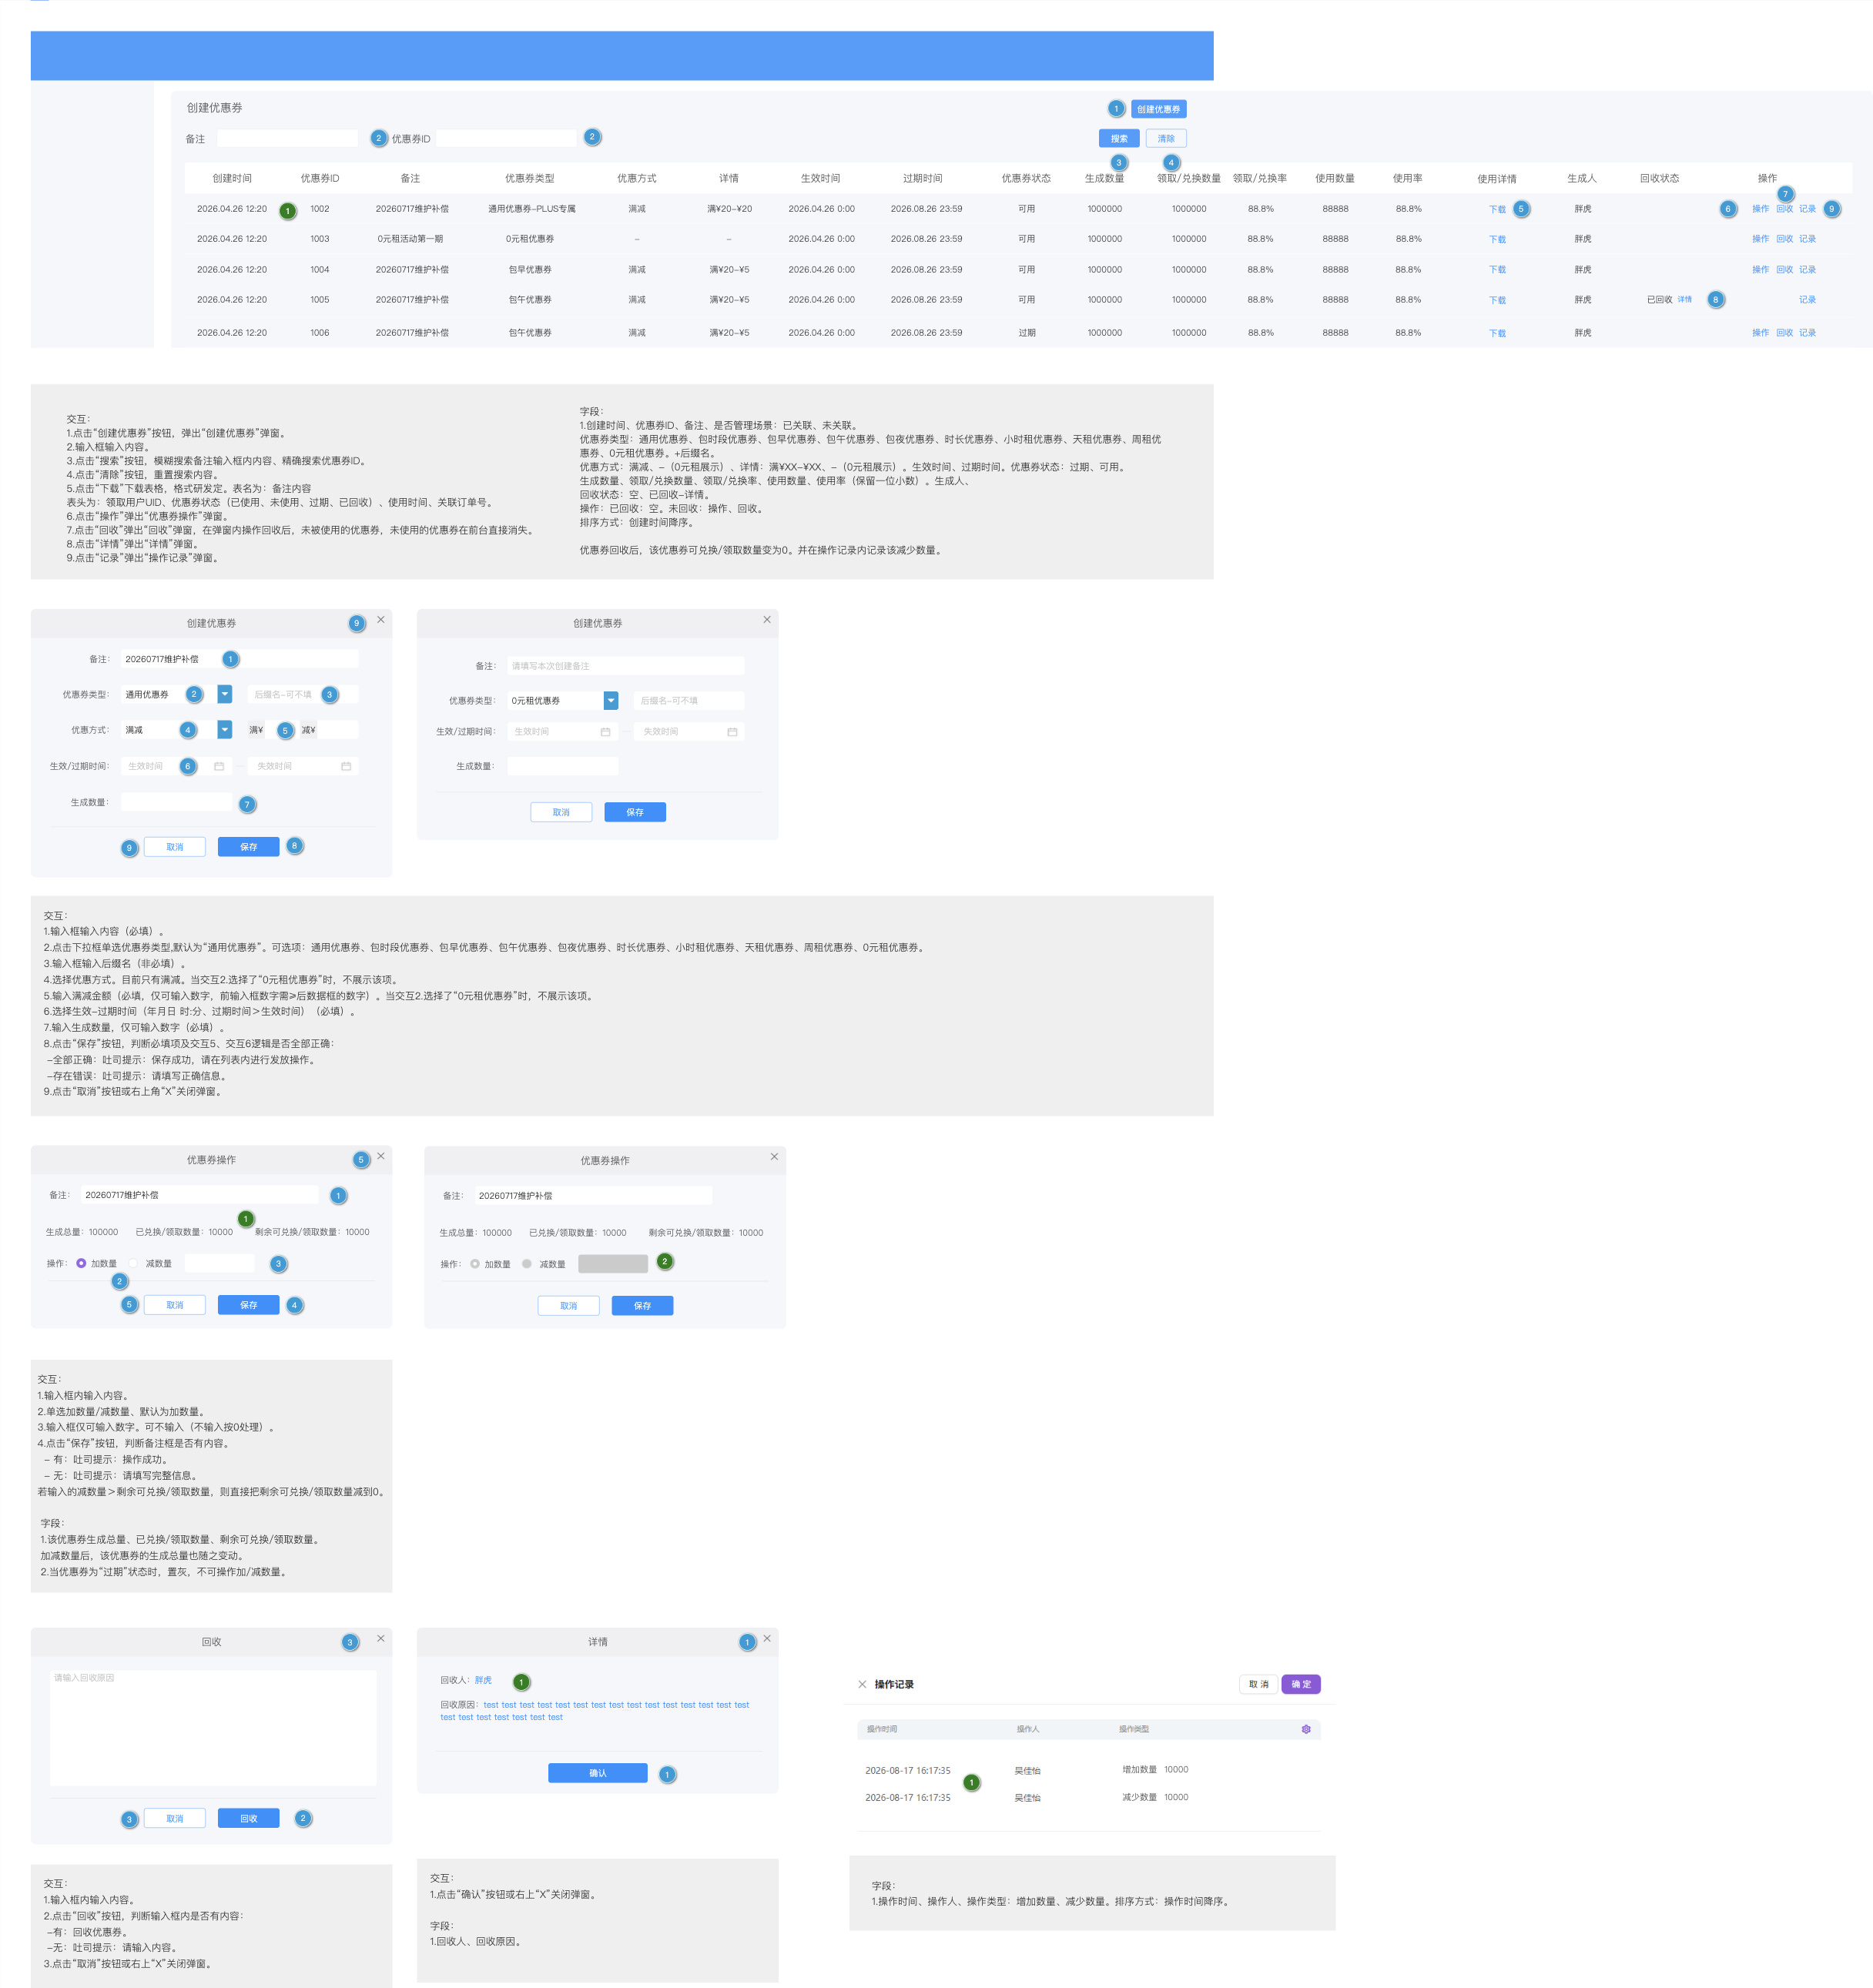 创建优惠券
1 创建优惠券
备注 2 优惠券ID 2 搜索 清除
3 4
创建时间 优惠券ID 备注 优惠券类型 优惠方式 详情 生效时间 过期时间 优惠券状态 生成数量 领取/兑换数量 领取/兑换率 使用数量 使用率 使用详情 生成人 回收状态 操作
7
2026.04.26 12:20 1 1002 20260717维护补偿 通用优惠券-PLUS专属 满减 满¥20-¥20 2026.04.26 0:00 2026.08.26 23:59 可用 1000000 1000000 88.8% 88888 88.8% 下载 5 胖虎 6 操作 回收 记录 9
2026.04.26 12:20 1003 0元租活动第一期 0元租优惠券 - - 2026.04.26 0:00 2026.08.26 23:59 可用 1000000 1000000 88.8% 88888 88.8% 下载 胖虎 操作 回收 记录
2026.04.26 12:20 1004 20260717维护补偿 包早优惠券 满减 满¥20-¥5 2026.04.26 0:00 2026.08.26 23:59 可用 1000000 1000000 88.8% 88888 88.8% 下载 胖虎 操作 回收 记录
2026.04.26 12:20 1005 20260717维护补偿 包午优惠券 满减 满¥20-¥5 2026.04.26 0:00 2026.08.26 23:59 可用 1000000 1000000 88.8% 88888 88.8% 下载 胖虎 已回收 详情 8 记录
2026.04.26 12:20 1006 20260717维护补偿 包午优惠券 满减 满¥20-¥5 2026.04.26 0:00 2026.08.26 23:59 过期 1000000 1000000 88.8% 88888 88.8% 下载 胖虎 操作 回收 记录
交互：
1.点击“创建优惠券”按钮，弹出“创建优惠券”弹窗。
2.输入框输入内容。
3.点击“搜索”按钮，模糊搜索备注输入框内内容、精确搜索优惠券ID。
4.点击“清除”按钮，重置搜索内容。
5.点击“下载”下载表格，格式研发定。表名为：备注内容
表头为：领取用户UID、优惠券状态（已使用、未使用、过期、已回收）、使用时间、关联订单号。
6.点击“操作”弹出“优惠券操作”弹窗。
7.点击“回收”弹出“回收”弹窗，在弹窗内操作回收后，未被使用的优惠券，未使用的优惠券在前台直接消失。
8.点击“详情”弹出“详情”弹窗。
9.点击“记录”弹出“操作记录”弹窗。
字段：
1.创建时间、优惠券ID、备注、是否管理场景：已关联、未关联。
优惠券类型：通用优惠券、包时段优惠券、包早优惠券、包午优惠券、包夜优惠券、时长优惠券、小时租优惠券、天租优惠券、周租优
惠券、0元租优惠券。+后缀名。
优惠方式：满减、-（0元租展示）、详情：满¥XX-¥XX、-（0元租展示）。生效时间、过期时间。优惠券状态：过期、可用。
生成数量、领取/兑换数量、领取/兑换率、使用数量、使用率（保留一位小数）。生成人、
回收状态：空、已回收-详情。
操作：已回收：空。未回收：操作、回收。
排序方式：创建时间降序。
优惠券回收后，该优惠券可兑换/领取数量变为0。并在操作记录内记录该减少数量。
创建优惠券 9
备注： 20260717维护补偿 1
优惠券类型： 通用优惠券 2 后缀名-可不填 3
优惠方式： 满减 4 满¥ 5 减¥
生效/过期时间： 生效时间 6 — 失效时间
生成数量： 7
9 取消 保存 8
创建优惠券
备注： 请填写本次创建备注
优惠券类型： 0元租优惠券 后缀名-可不填
生效/过期时间： 生效时间 — 失效时间
生成数量：
取消 保存
交互：
1.输入框输入内容（必填）。
2.点击下拉框单选优惠券类型,默认为“通用优惠券”。可选项：通用优惠券、包时段优惠券、包早优惠券、包午优惠券、包夜优惠券、时长优惠券、小时租优惠券、天租优惠券、周租优惠券、0元租优惠券。
3.输入框输入后缀名（非必填）。
4.选择优惠方式。目前只有满减。当交互2.选择了“0元租优惠券”时，不展示该项。
5.输入满减金额（必填，仅可输入数字，前输入框数字需≥后数据框的数字）。当交互2.选择了“0元租优惠券”时，不展示该项。
6.选择生效-过期时间（年月日 时:分、过期时间＞生效时间）（必填）。
7.输入生成数量，仅可输入数字（必填）。
8.点击“保存”按钮，判断必填项及交互5、交互6逻辑是否全部正确：
-全部正确：吐司提示：保存成功，请在列表内进行发放操作。
-存在错误：吐司提示：请填写正确信息。
9.点击“取消”按钮或右上角“X”关闭弹窗。
优惠券操作 5
备注： 20260717维护补偿 1
1
生成总量：100000 已兑换/领取数量：10000 剩余可兑换/领取数量：10000
操作： 加数量 减数量 3
2
5 取消 保存 4
优惠券操作
备注： 20260717维护补偿
生成总量：100000 已兑换/领取数量：10000 剩余可兑换/领取数量：10000
操作： 加数量 减数量 2
取消 保存
交互：
1.输入框内输入内容。
2.单选加数量/减数量、默认为加数量。
3.输入框仅可输入数字。可不输入（不输入按0处理）。
4.点击“保存”按钮，判断备注框是否有内容。
- 有：吐司提示：操作成功。
- 无：吐司提示：请填写完整信息。
若输入的减数量＞剩余可兑换/领取数量，则直接把剩余可兑换/领取数量减到0。
字段：
1.该优惠券生成总量、已兑换/领取数量、剩余可兑换/领取数量。
加减数量后，该优惠券的生成总量也随之变动。
2.当优惠券为“过期”状态时，置灰，不可操作加/减数量。
回收 3
请输入回收原因
3 取消 回收 2
详情 1
回收人：胖虎 1
回收原因：test test test test test test test test test test test test test test test
test test test test test test test
确认 1
操作记录 取 消 确 定
操作时间 操作人 操作类型
2026-08-17 16:17:35 吴佳怡 增加数量 10000
1
2026-08-17 16:17:35 吴佳怡 减少数量 10000
交互：
1.输入框内输入内容。
2.点击“回收”按钮，判断输入框内是否有内容：
-有：回收优惠券。
-无：吐司提示：请输入内容。
3.点击“取消”按钮或右上“X”关闭弹窗。
交互：
1.点击“确认”按钮或右上“X”关闭弹窗。
字段：
1.回收人、回收原因。
字段：
1.操作时间、操作人、操作类型：增加数量、减少数量。排序方式：操作时间降序。